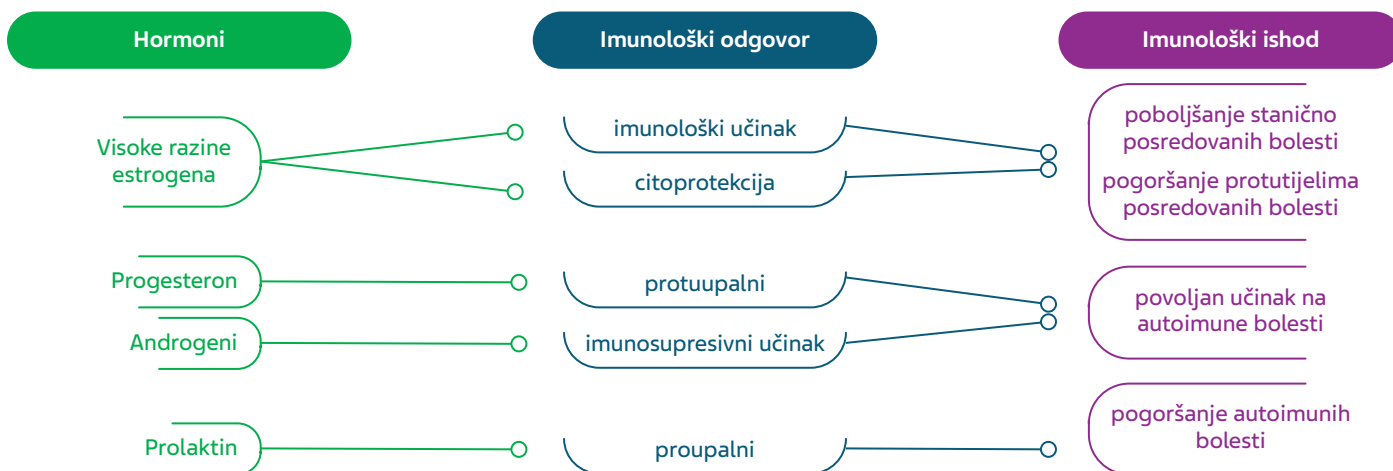 Hormoni
Imunološki odgovor
Imunološki ishod
Visoke razine
estrogena
imunološki učinak
citoprotekcija
poboljšanje stanično
posredovanih bolesti
pogoršanje protutijelima
posredovanih bolesti
Progesteron
protuupalni
povoljan učinak na
autoimune bolesti
Androgeni
imunosupresivni učinak
Prolaktin
proupalni
pogoršanje autoimunih
bolesti